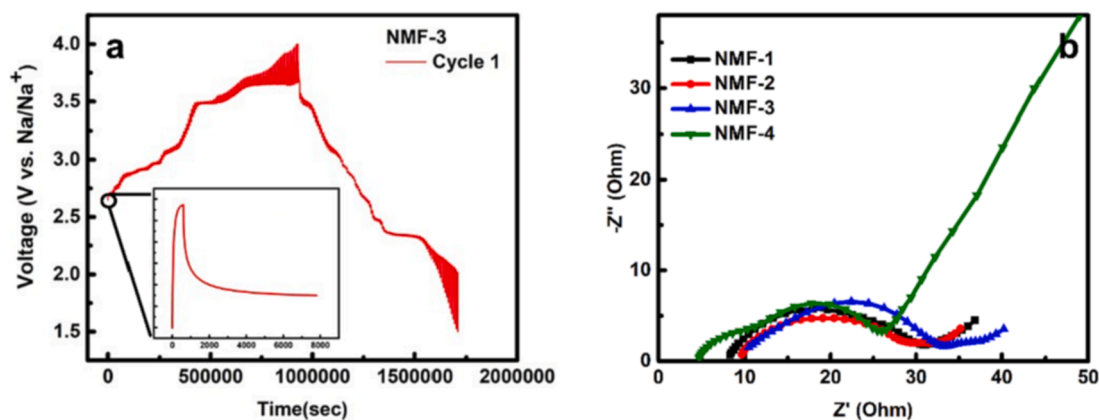 a
NMF-3
Cycle 1
4.0
3.5
3.0
2.5
2.0
1.5
Voltage (V vs. Na/Na+
)
0 2000 4000 6000 8000
0 500000 1000000 1500000 2000000
Time(sec)
b
NMF-1
NMF-2
NMF-3
NMF-4
30
20
10
0
-Z'' (Ohm)
0 10 20 30 40 50
Z' (Ohm)